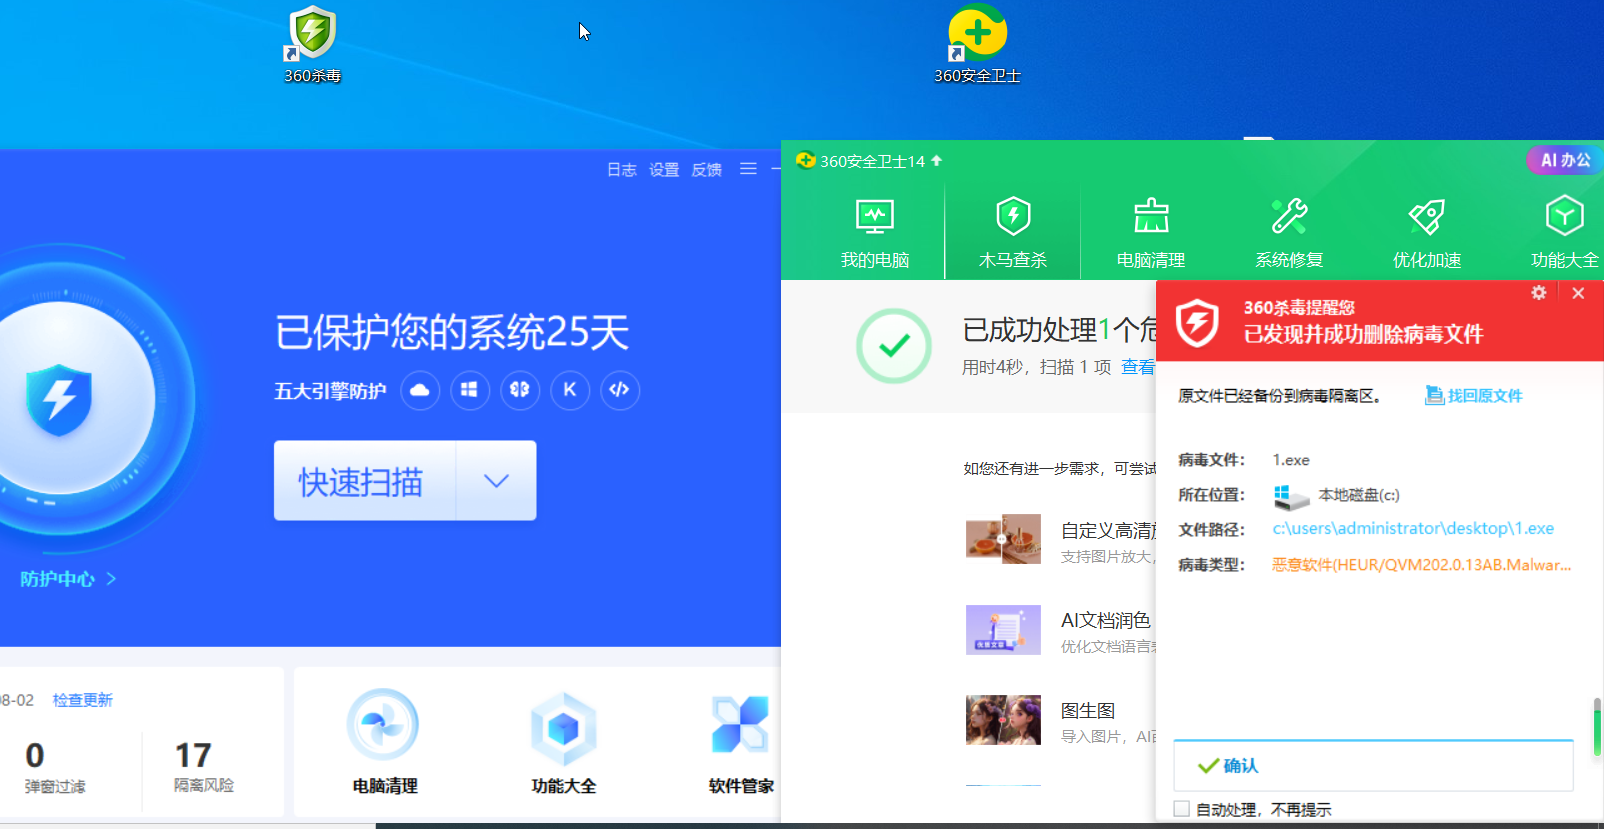 360杀毒
360安全卫士
日志 设置 反馈
已保护您的系统25天
五大引擎防护
K
快速扫描
防护中心
08-02 检查更新
0
弹窗过滤
17
隔离风险
电脑清理
功能大全
软件管家
360安全卫士14
AI 办公
我的电脑
木马查杀
电脑清理
系统修复
优化加速
功能大全
已成功处理1个危
用时4秒，扫描 1 项 查看
如您还有进一步需求，可尝试
自定义高清放
支持图片放大，
AI文档润色
优化文档语言表
图生图
导入图片，AI
360杀毒提醒您
已发现并成功删除病毒文件
原文件已经备份到病毒隔离区。 找回原文件
病毒文件： 1.exe
所在位置： 本地磁盘(c:)
文件路径： c:\users\administrator\desktop\1.exe
病毒类型： 恶意软件(HEUR/QVM202.0.13AB.Malwar...
确认
自动处理，不再提示